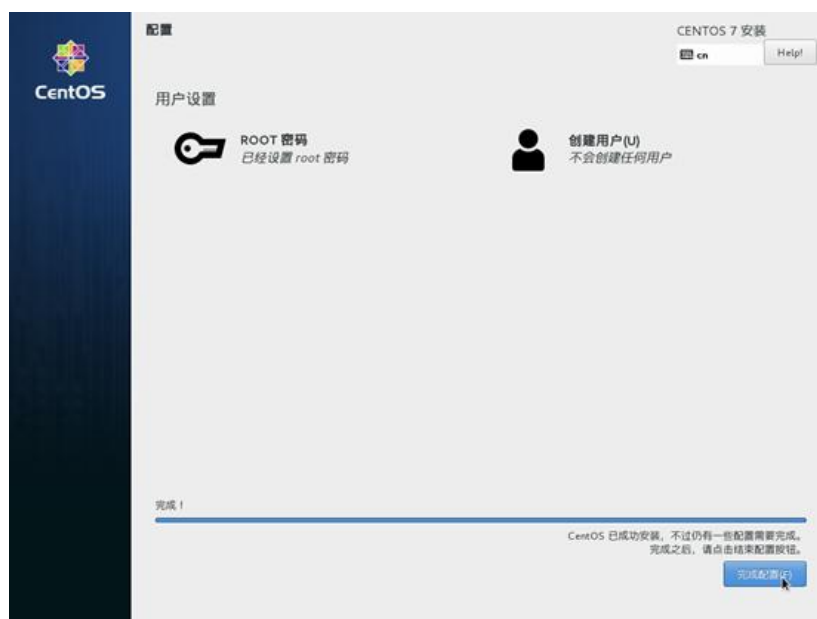 配置
CENTOS 7 安装
cn
Help!
CentOS
用户设置
ROOT 密码
已经设置 root 密码
创建用户(U)
不会创建任何用户
完成！
CentOS 已成功安装，不过仍有一些配置需要完成。
完成之后，请点击结束配置按钮。
完成配置(F)